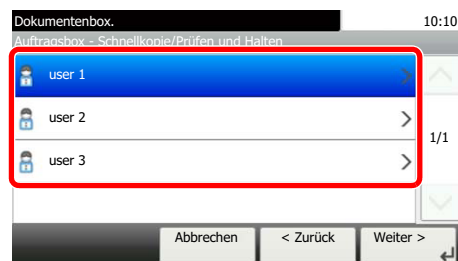 Dokumentenbox. 10:10
Auftragsbox - Schnellkopie/Prüfen und Halten
user 1
user 2
1/1
user 3
Abbrechen < Zurück Weiter >